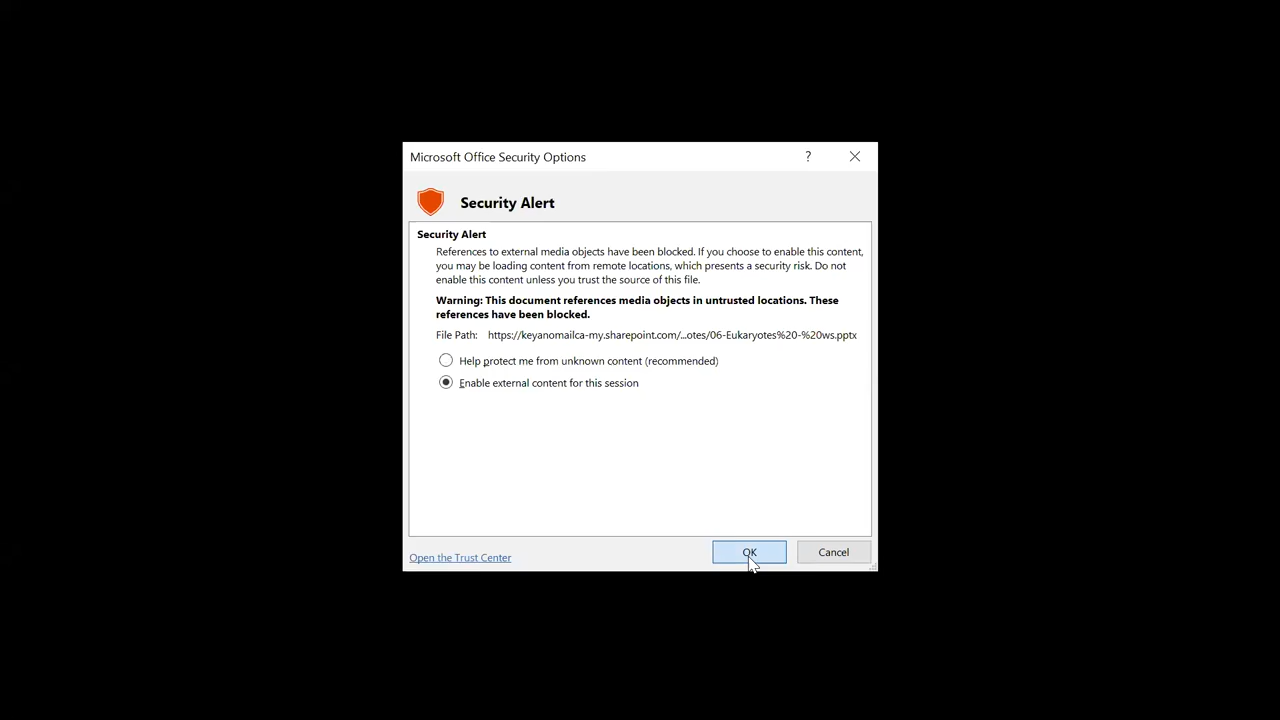 Microsoft Office Security Options
?
Security Alert
Security Alert
References to external media objects have been blocked. If you choose to enable this content,
you may be loading content from remote locations, which presents a security risk. Do not
enable this content unless you trust the source of this file.
Warning: This document references media objects in untrusted locations. These
references have been blocked.
File Path: https://keyanomailca-my.sharepoint.com/...otes/06-Eukaryotes%20-%20ws.pptx
Help protect me from unknown content (recommended)
Enable external content for this session
Open the Trust Center
OK
Cancel